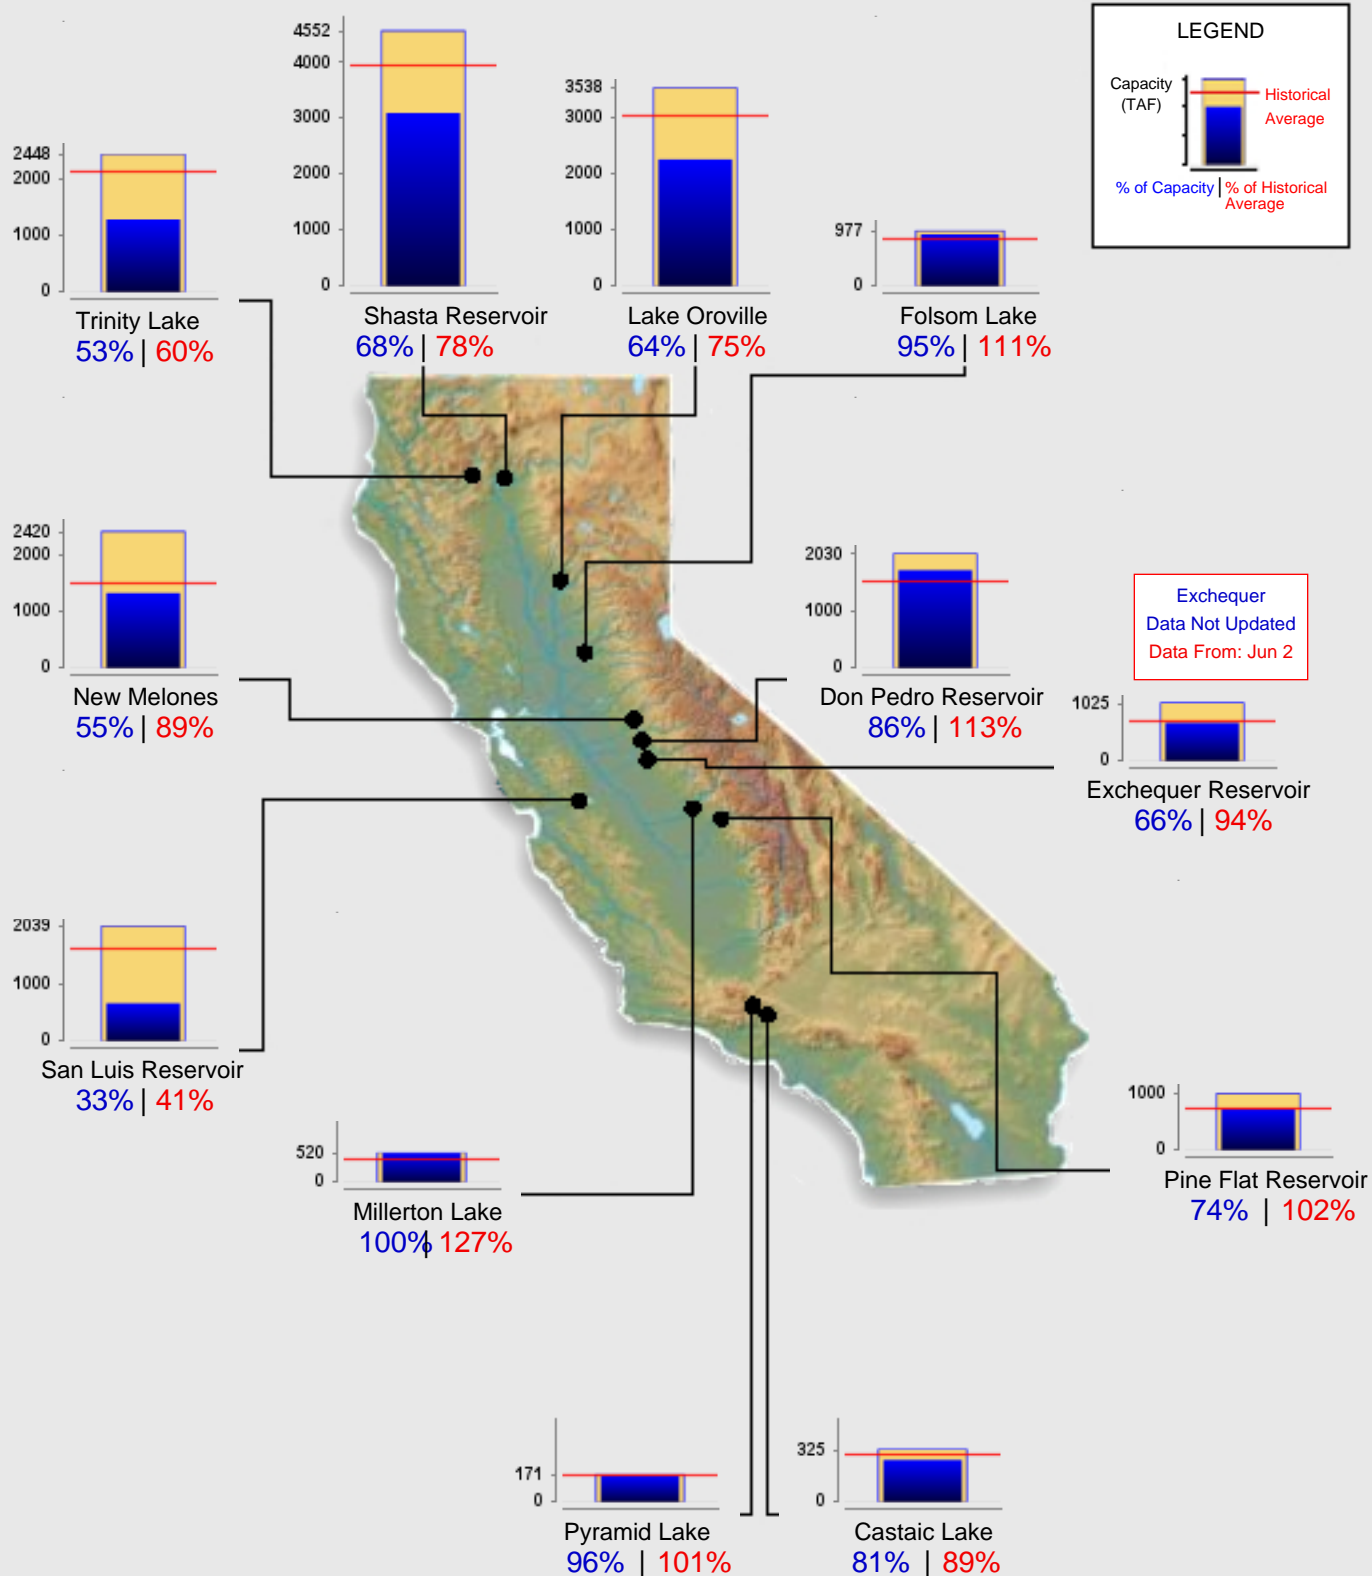 LEGEND
Capacity
(TAF)
Historical
Average
% of Capacity | % of Historical
Average
4552
4000
3000
2000
1000
0
Shasta Reservoir
68% | 78%
3538
3000
2000
1000
0
Lake Oroville
64% | 75%
2448
2000
1000
0
Trinity Lake
53% | 60%
977
0
Folsom Lake
95% | 111%
2420
2000
1000
0
New Melones
55% | 89%
2030
1000
0
Don Pedro Reservoir
86% | 113%
Exchequer
Data Not Updated
Data From: Jun 2
1025
0
Exchequer Reservoir
66% | 94%
2039
1000
0
San Luis Reservoir
33% | 41%
520
0
Millerton Lake
100% | 127%
1000
0
Pine Flat Reservoir
74% | 102%
171
0
Pyramid Lake
96% | 101%
325
0
Castaic Lake
81% | 89%